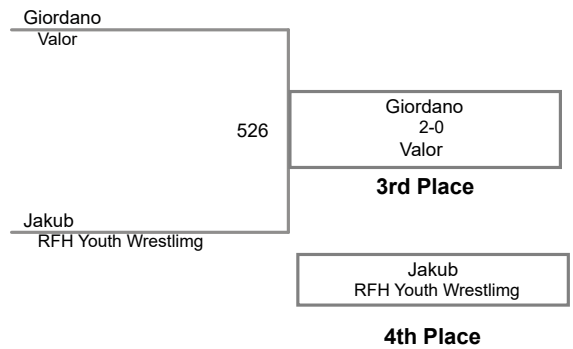 Giordano
Valor
526
Giordano
2-0
Valor
3rd Place
Jakub
RFH Youth Wrestlimg
Jakub
RFH Youth Wrestlimg
4th Place